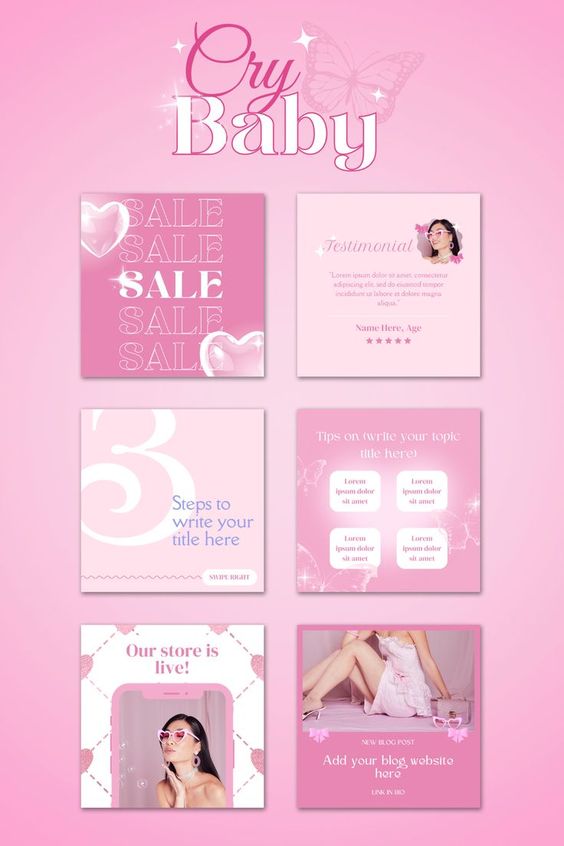 Cry
Baby
SALE
SALE
SALE
SALE
SALE
Testimonial
"Lorem ipsum dolor sit amet, consectetur
adipiscing elit, sed do eiusmod tempor
incididunt ut labore et dolore magna
aliqua."
Name Here, Age
3
Steps to
write your
title here
SWIPE RIGHT
Tips on (write your topic
title here)
Lorem
ipsum dolor
sit amet
Lorem
ipsum dolor
sit amet
Lorem
ipsum dolor
sit amet
Lorem
ipsum dolor
sit amet
Our store is
live!
NEW BLOG POST
Add your blog website
here
LINK IN BIO